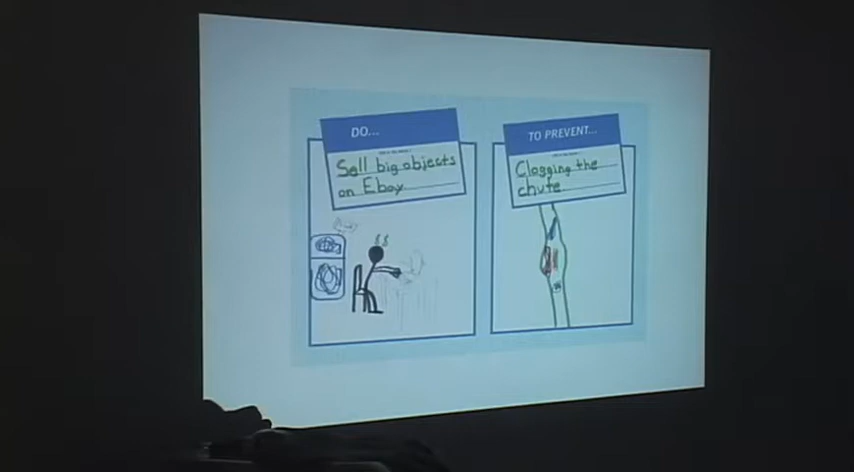 DO...
Sell big objects
on Ebay
TO PREVENT...
Clogging the
chute
$ $